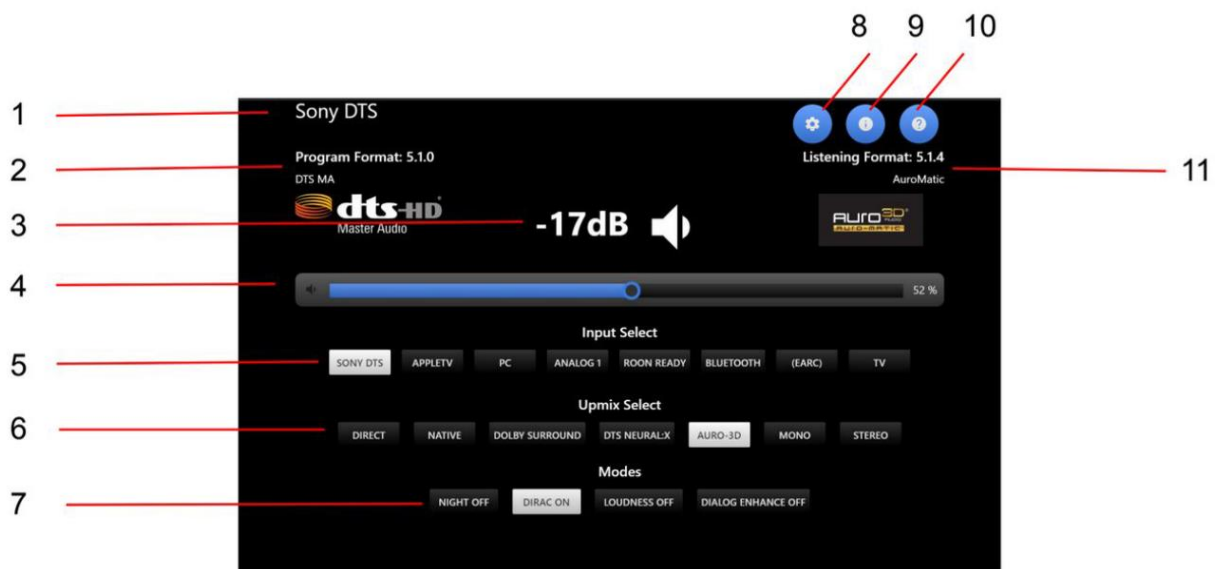 8 9 10
1 Sony DTS
2 Program Format: 5.1.0 Listening Format: 5.1.4 11
DTS MA AuroMatic
dts-HD AURO 3D
Master Audio AURO-MATIC
3 -17dB
4 52 %
Input Select
5 SONY DTS APPLETV PC ANALOG 1 ROON READY BLUETOOTH (EARC) TV
Upmix Select
6 DIRECT NATIVE DOLBY SURROUND DTS NEURAL:X AURO-3D MONO STEREO
Modes
7 NIGHT OFF DIRAC ON LOUDNESS OFF DIALOG ENHANCE OFF